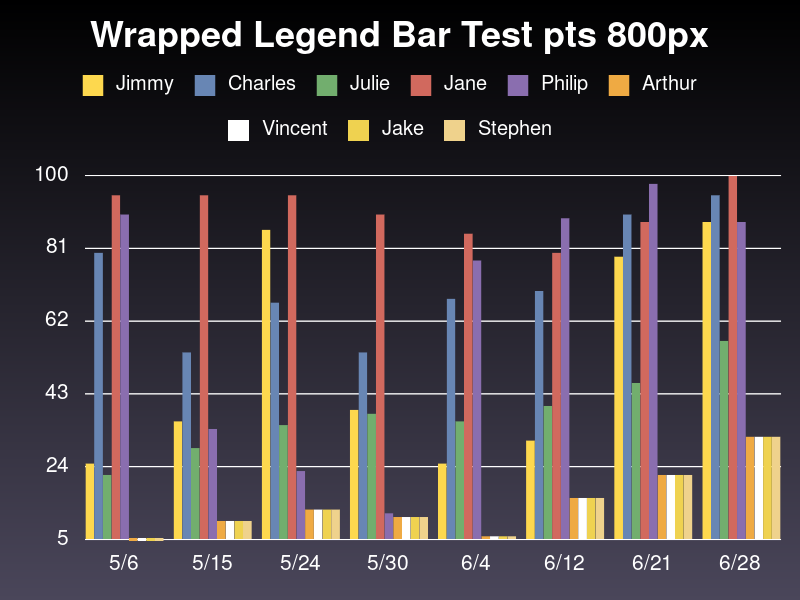 Wrapped Legend Bar Test pts 800px
Jimmy Charles Julie Jane Philip Arthur
Vincent Jake Stephen
100
81
62
43
24
5
5/6 5/15 5/24 5/30 6/4 6/12 6/21 6/28